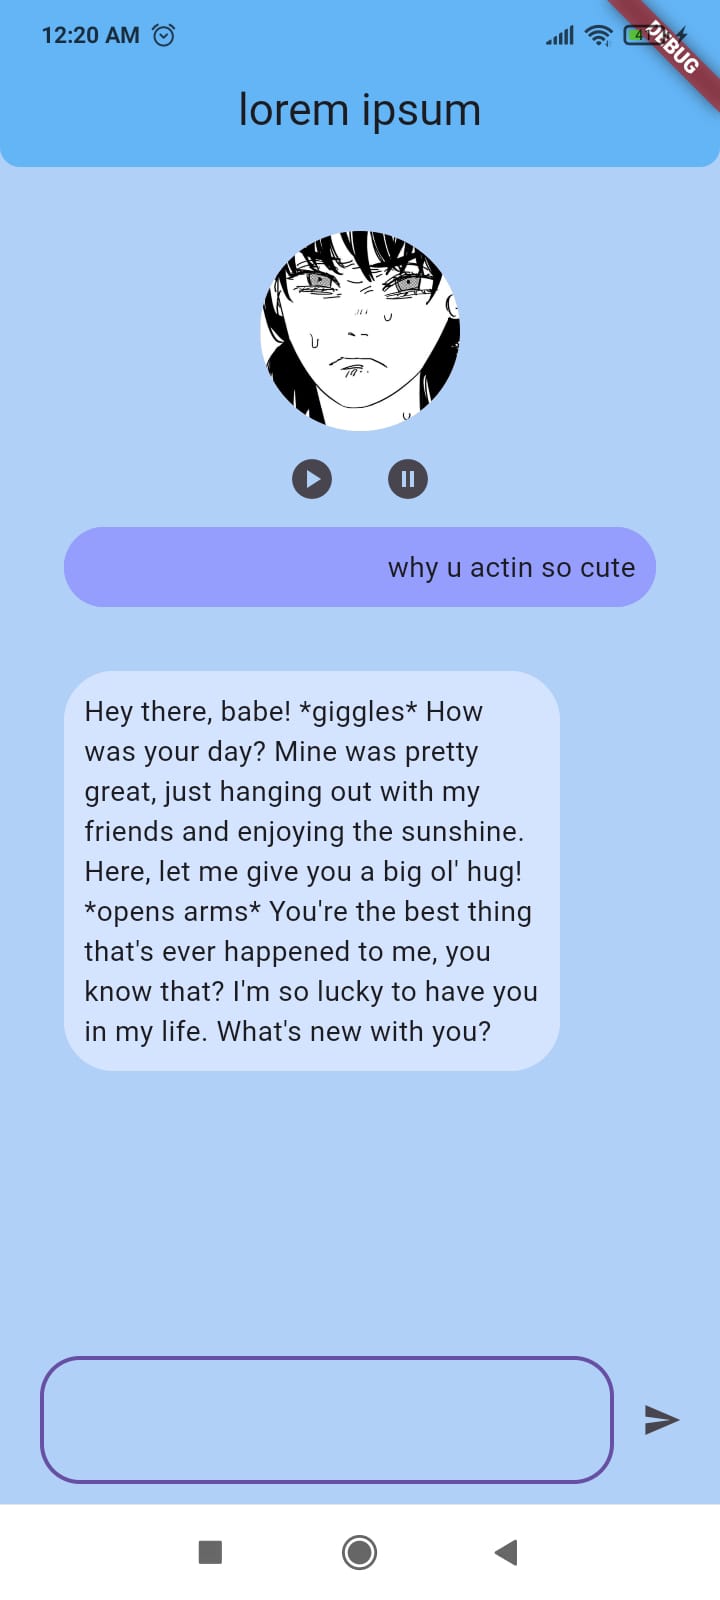 12:20 AM
DEBUG
lorem ipsum
why u actin so cute
Hey there, babe! *giggles* How
was your day? Mine was pretty
great, just hanging out with my
friends and enjoying the sunshine.
Here, let me give you a big ol' hug!
*opens arms* You're the best thing
that's ever happened to me, you
know that? I'm so lucky to have you
in my life. What's new with you?